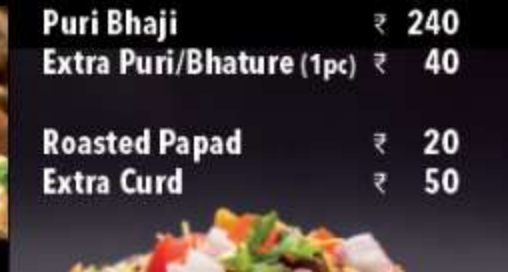 Puri Bhaji ₹ 240
Extra Puri/Bhature (1pc) ₹ 40
Roasted Papad ₹ 20
Extra Curd ₹ 50